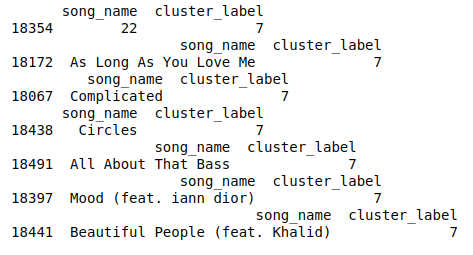 song_name cluster_label
18354 22 7
song_name cluster_label
18172 As Long As You Love Me 7
song_name cluster_label
18067 Complicated 7
song_name cluster_label
18438 Circles 7
song_name cluster_label
18491 All About That Bass 7
song_name cluster_label
18397 Mood (feat. iann dior) 7
song_name cluster_label
18441 Beautiful People (feat. Khalid) 7